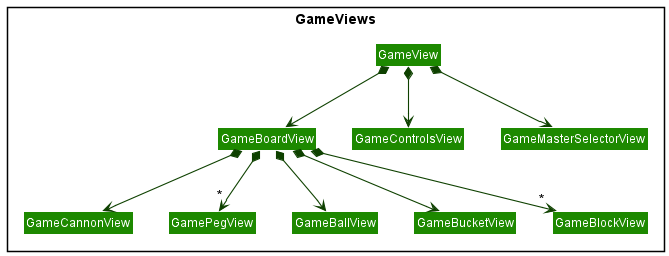 GameViews
GameView
GameBoardView
GameControlsView
GameMasterSelectorView
*
*
GameCannonView
GamePegView
GameBallView
GameBucketView
GameBlockView